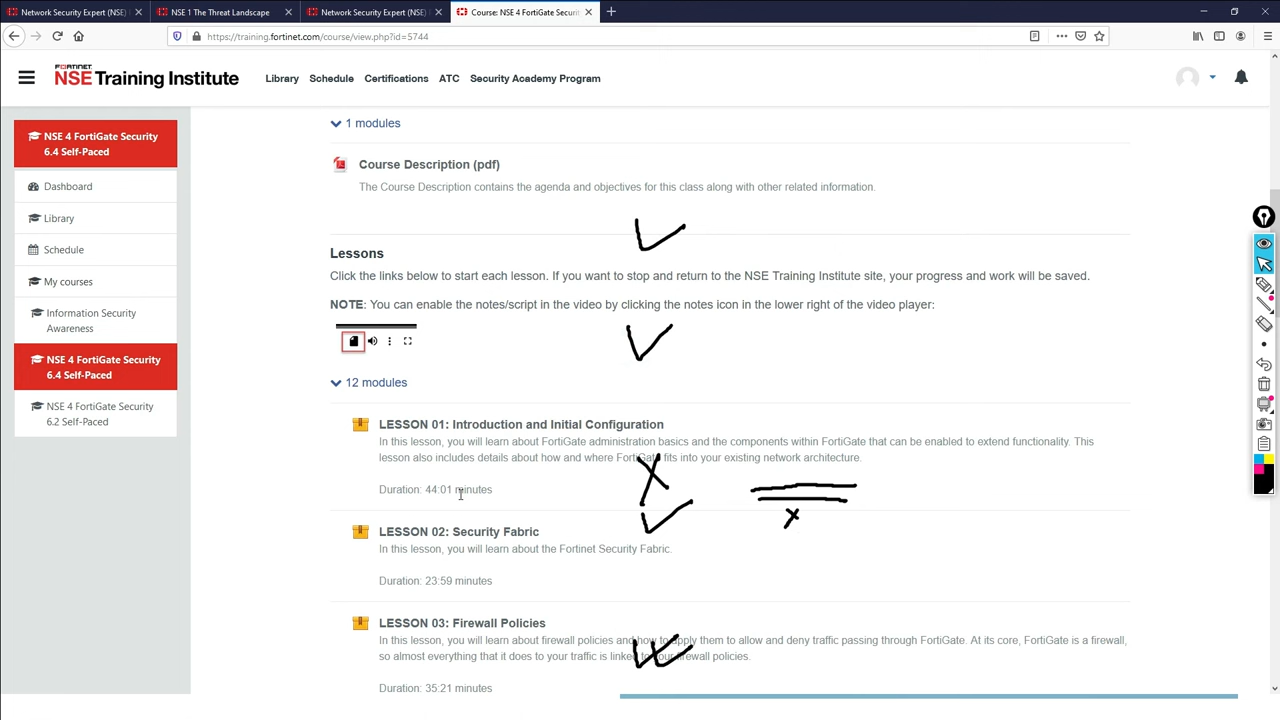 Network Security Expert (NSE)
NSE 1 The Threat Landscape
Network Security Expert (NSE)
Course: NSE 4 FortiGate Securit
https://training.fortinet.com/course/view.php?id=5744
FORTINET
NSE Training Institute
Library
Schedule
Certifications
ATC
Security Academy Program
NSE 4 FortiGate Security
6.4 Self-Paced
Dashboard
Library
Schedule
My courses
Information Security
Awareness
NSE 4 FortiGate Security
6.4 Self-Paced
NSE 4 FortiGate Security
6.2 Self-Paced
1 modules
Course Description (pdf)
The Course Description contains the agenda and objectives for this class along with other related information.
Lessons
Click the links below to start each lesson. If you want to stop and return to the NSE Training Institute site, your progress and work will be saved.
NOTE: You can enable the notes/script in the video by clicking the notes icon in the lower right of the video player:
12 modules
LESSON 01: Introduction and Initial Configuration
In this lesson, you will learn about FortiGate administration basics and the components within FortiGate that can be enabled to extend functionality. This
lesson also includes details about how and where FortiGate fits into your existing network architecture.
Duration: 44:01 minutes
LESSON 02: Security Fabric
In this lesson, you will learn about the Fortinet Security Fabric.
Duration: 23:59 minutes
LESSON 03: Firewall Policies
In this lesson, you will learn about firewall policies and how to apply them to allow and deny traffic passing through FortiGate. At its core, FortiGate is a firewall,
so almost everything that it does to your traffic is linked to your firewall policies.
Duration: 35:21 minutes